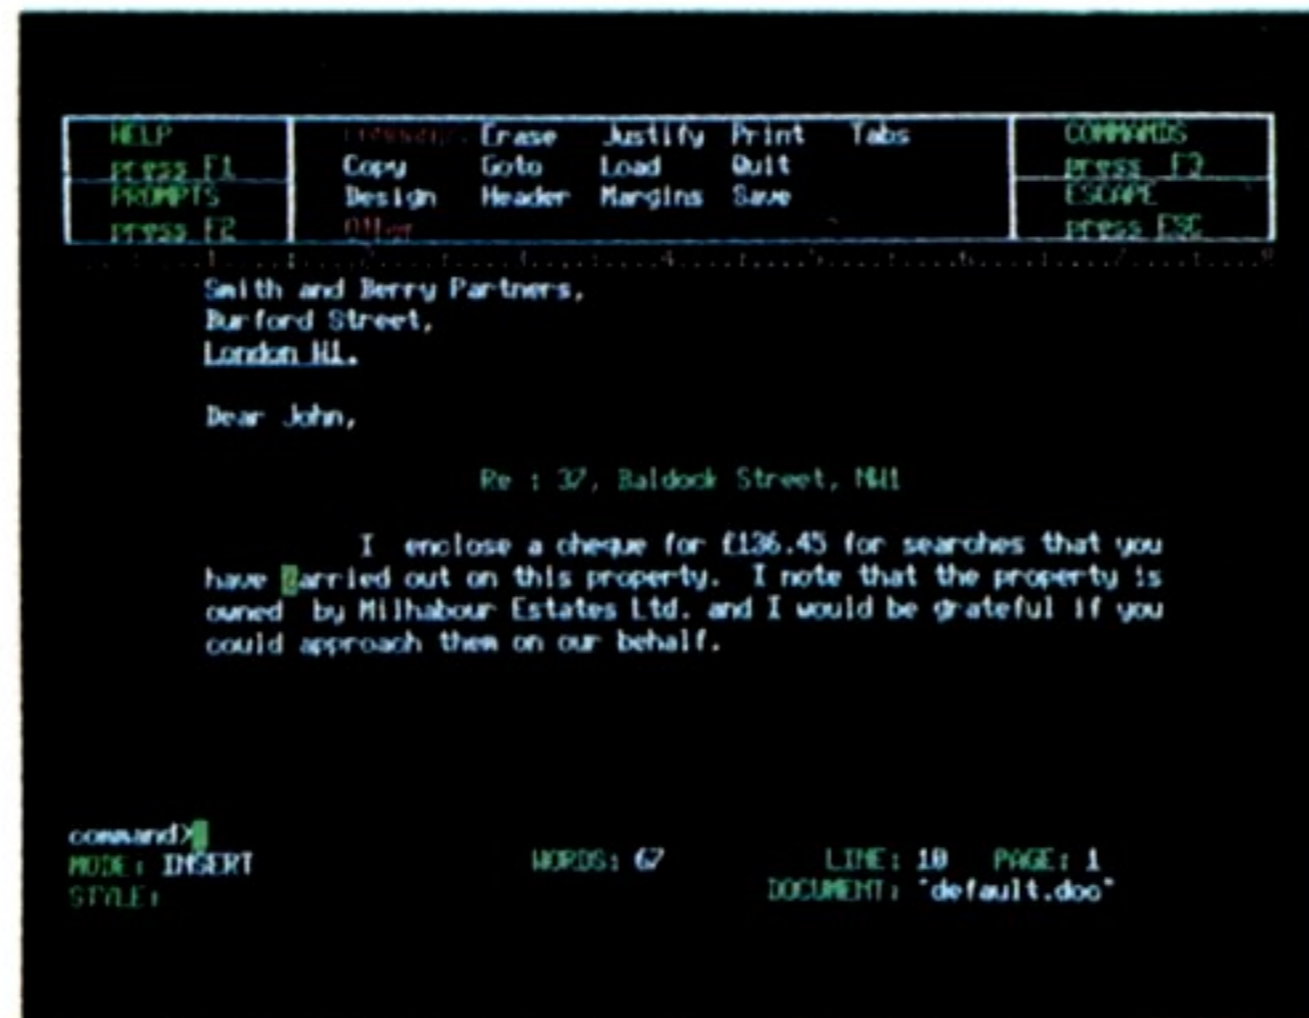 HELP Erase Justify Print Tabs COMMANDS
press F1 Copy Goto Load Quit press F3
PROMPTS Design Header Margins Save ESCAPE
press F2 Other press ESC
Smith and Berry Partners,
Burford Street,
London W1.
Dear John,
Re : 37, Baldock Street, NW1
I enclose a cheque for £136.45 for searches that you
have carried out on this property. I note that the property is
owned by Milhabour Estates Ltd. and I would be grateful if you
could approach them on our behalf.
command>
MODE: INSERT WORDS: 67 LINE: 10 PAGE: 1
STYLE: DOCUMENT: "default.doc"